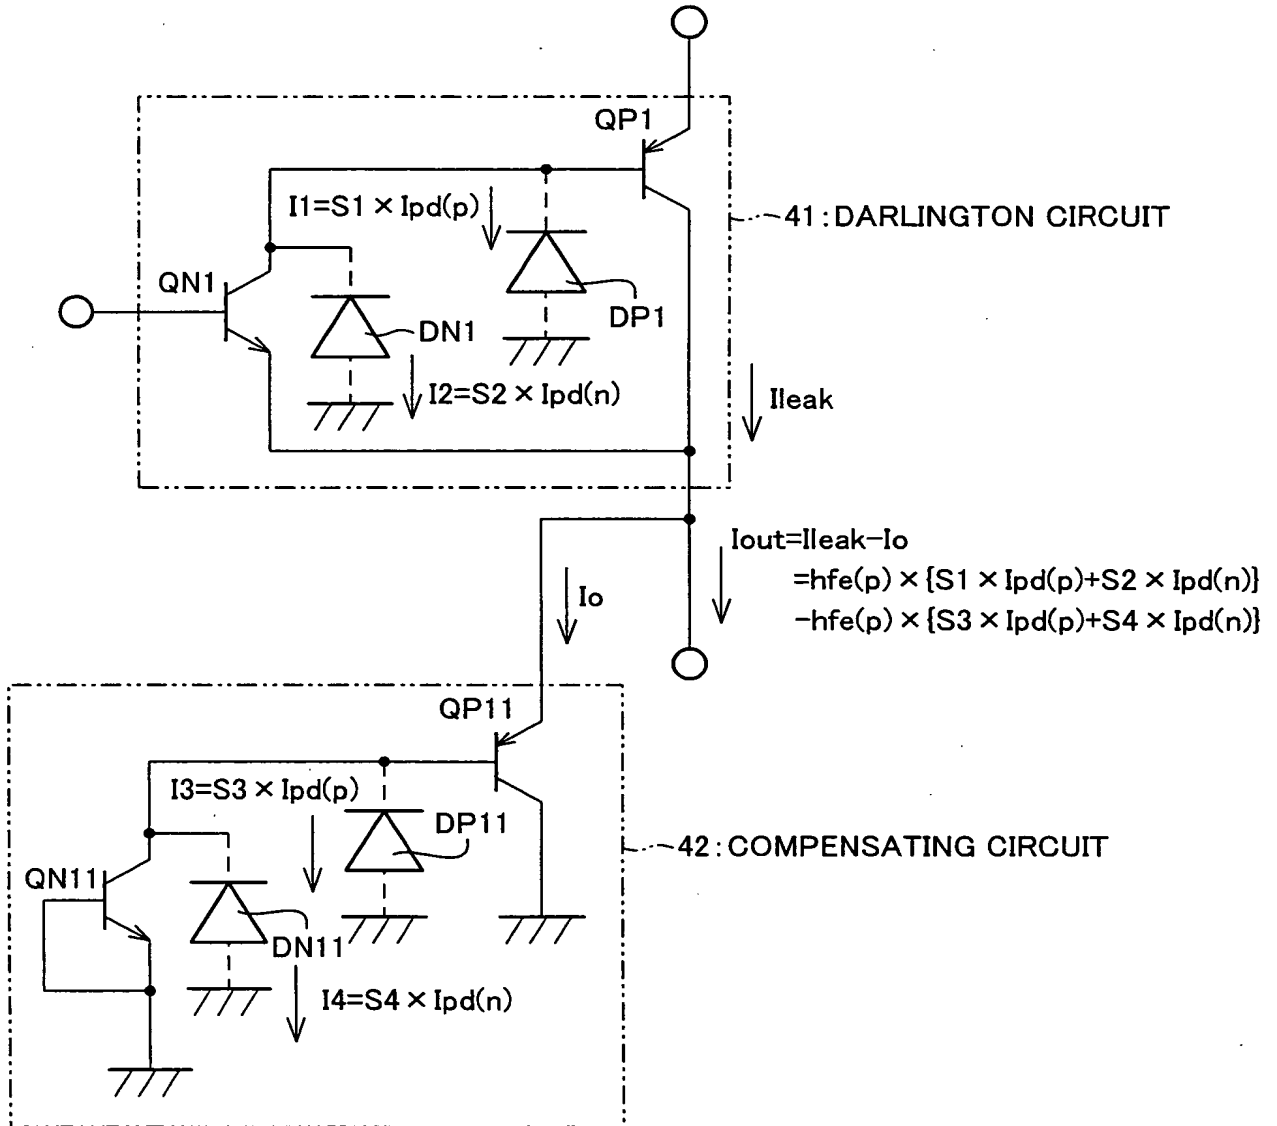 QP1
I1=S1×Ipd(p)
41:DARLINGTON CIRCUIT
QN1
DP1
DN1
I2=S2×Ipd(n)
Ileak
Iout=Ileak-Io
=hfe(p)×{S1×Ipd(p)+S2×Ipd(n)}
-hfe(p)×{S3×Ipd(p)+S4×Ipd(n)}
Io
QP11
I3=S3×Ipd(p)
DP11
42:COMPENSATING CIRCUIT
QN11
DN11
I4=S4×Ipd(n)